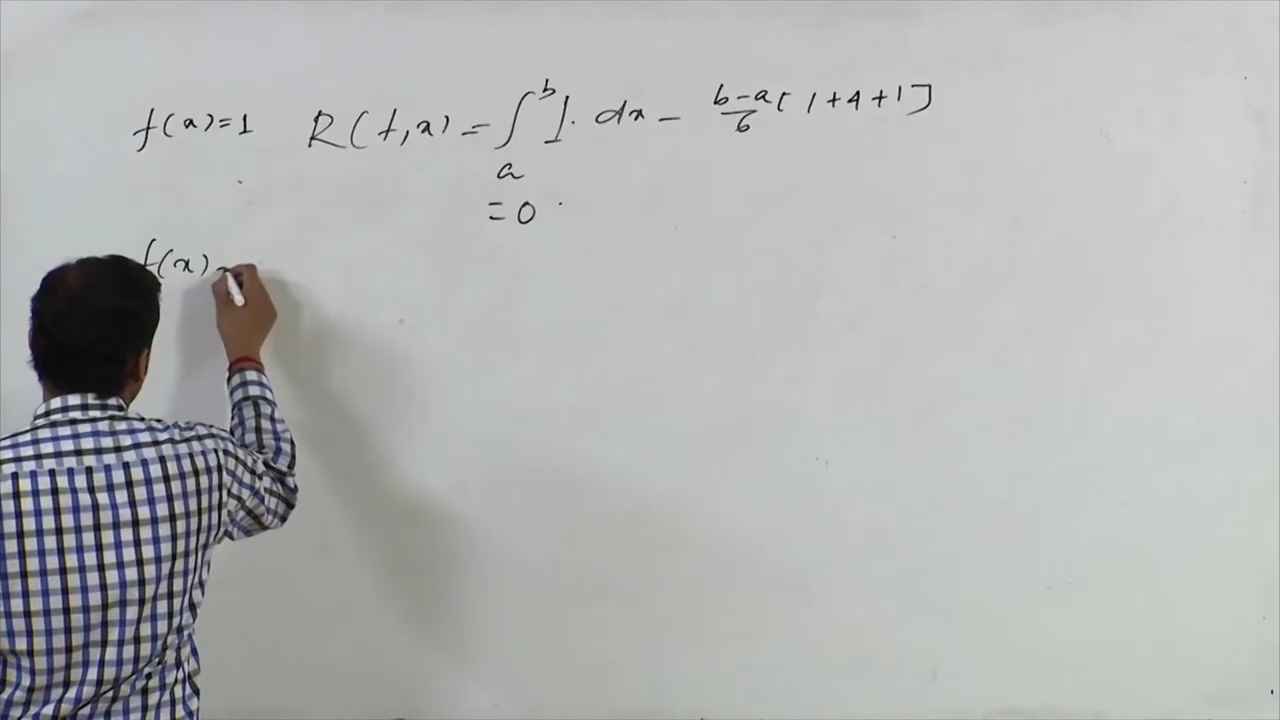 f(x)=1 R(f,x) = ∫_a^b 1. dx - (b-a)/6 [1+4+1]
= 0 .
f(x) =